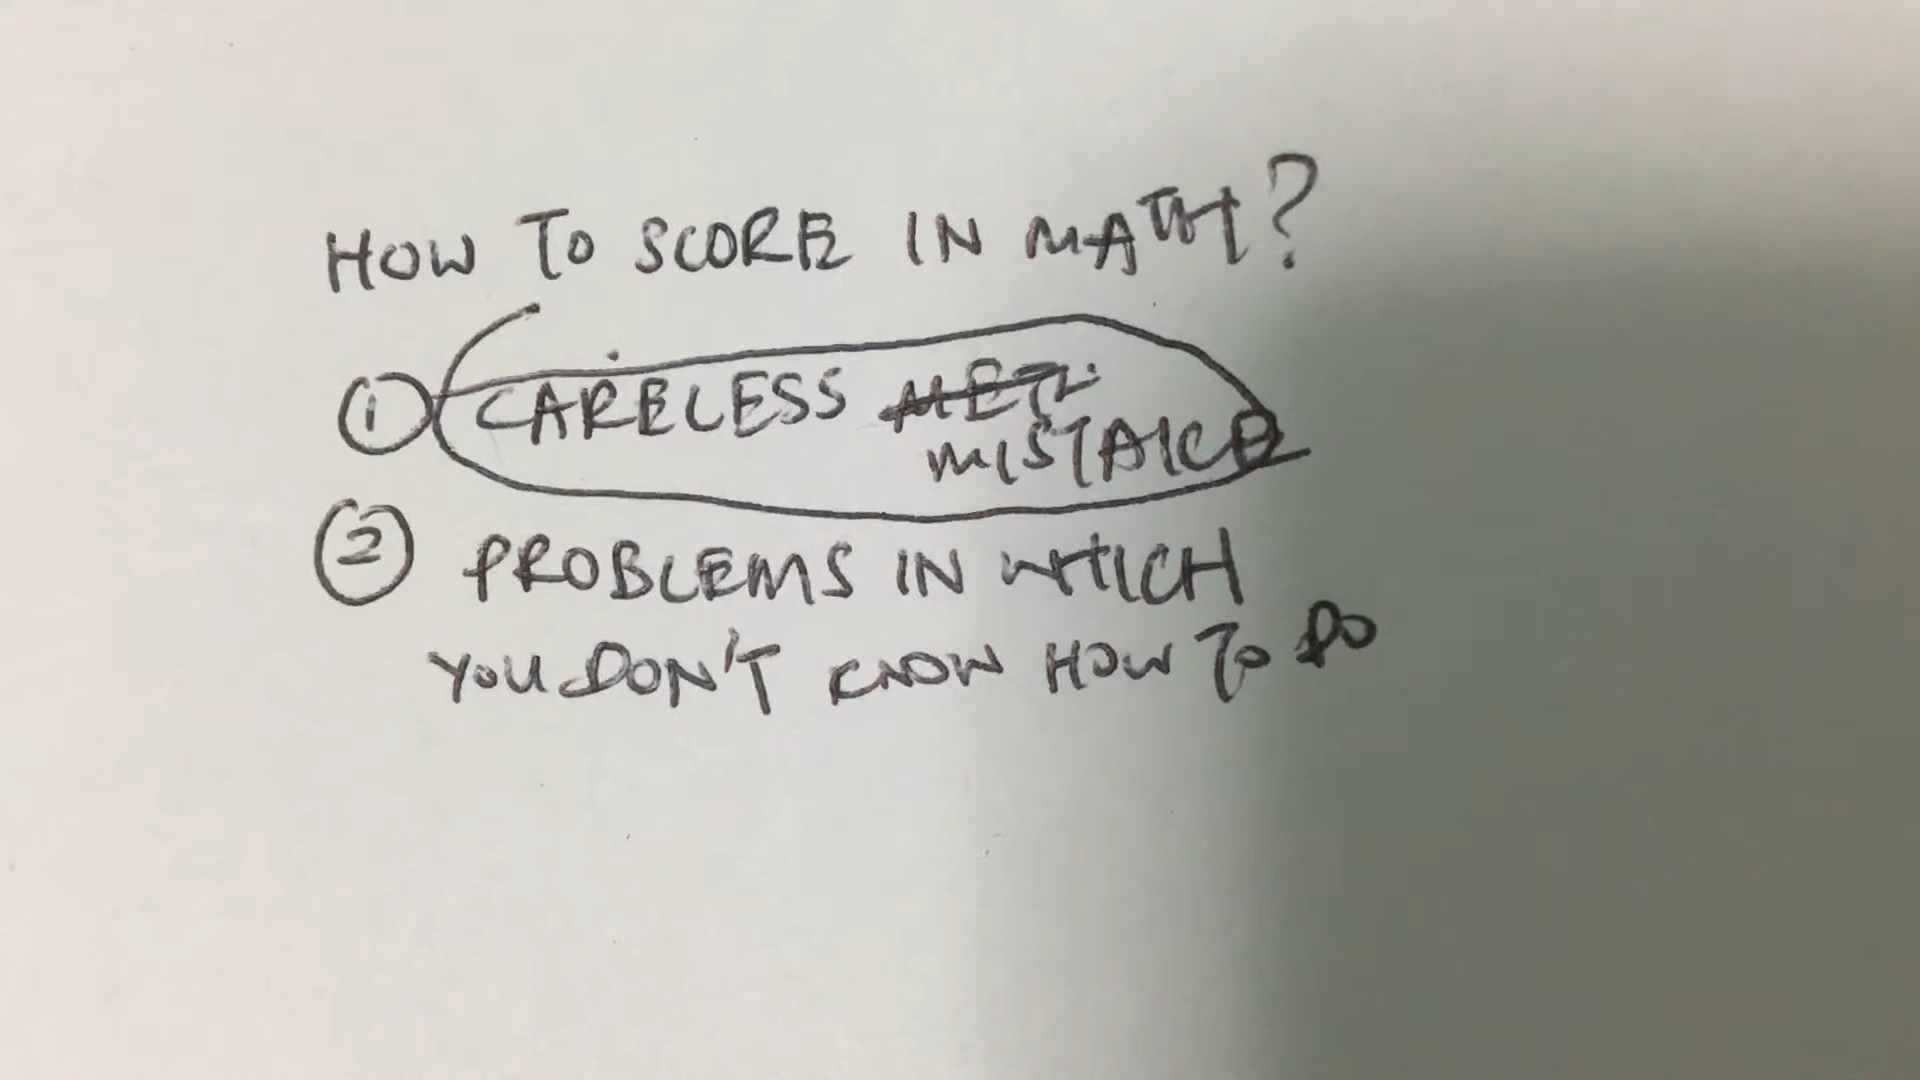 HOW TO SCORE IN MATH?
① CARELESS
MISTAKE
② PROBLEMS IN WHICH
YOU DON'T KNOW HOW TO DO